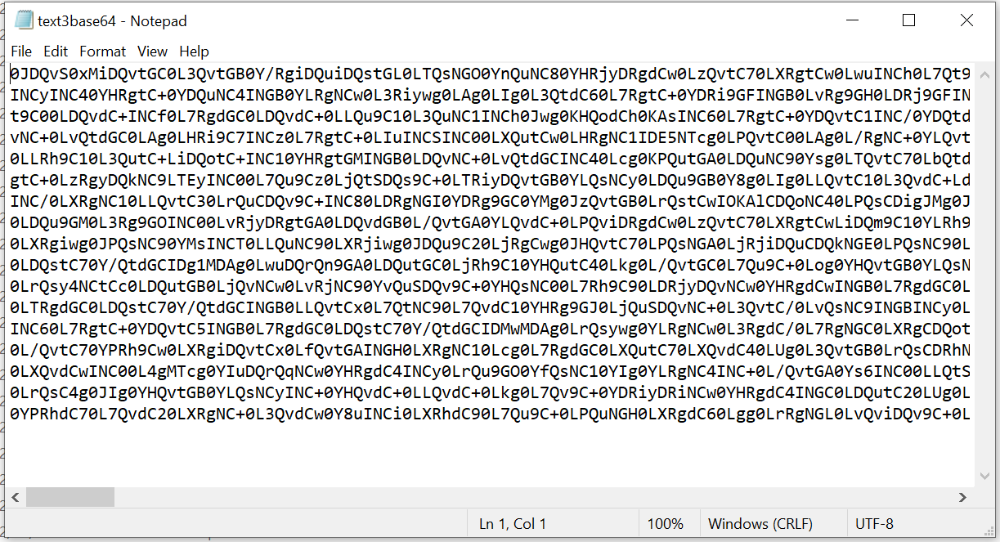 text3base64 - Notepad
File Edit Format View Help
0JDQvS0xMiDQvtGC0L3QvtGB0Y/RgiDQuiDQstGL0LTQsNGO0YnQuNC80YHRjyDRgdCw0LzQvtC70LXRgtCw0LwuINCh0L7Qt9
INCyINC40YHRgtC+0YDQuNC4INGB0YLRgNCw0L3Riywg0LAg0LIg0L3QtdC60L7RgtC+0YDRi9GFINGB0LvRg9GH0LDRj9GFIN
t9C00LDQvdC+INCf0L7RgdGC0LDQvdC+0LLQu9C10L3QuNC1INCh0Jwg0KHQodCh0KAsINC60L7RgtC+0YDQvtC1INC/0YDQtd
vNC+0LvQtdGC0LAg0LHRi9C7INCz0L7RgtC+0LIuINCSINC00LXQutCw0LHRgNC1IDE5NTcg0LPQvtC00LAg0L/RgNC+0YLQvt
0LLRh9C10L3QutC+LiDQotC+INC10YHRgtGMINGB0LDQvNC+0LvQtdGCINC40Lcg0KPQutGA0LDQuNC90Ysg0LTQvtC70LbQtd
gtC+0LzRgyDQkNC9LTEyINC00L7Qu9Cz0LjQtSDQs9C+0LTRiyDQvtGB0YLQsNCy0LDQu9GB0Y8g0LIg0LLQvtC10L3QvdC+Ld
INC/0LXRgNC10LLQvtC30LrQuCDQv9C+INC80LDRgNGI0YDRg9GC0YMg0JzQvtGB0LrQstCwIOKAlCDQoNC40LPQsCDigJMg0J
0LDQu9GM0L3Rg9GOINC00LvRjyDRgtGA0LDQvdGB0L/QvtGA0YLQvdC+0LPQviDRgdCw0LzQvtC70LXRgtCwLiDQm9C10YLRh9
0LXRgiwg0JPQsNC90YMsINCT0LLQuNC90LXRjiwg0JDQu9C20LjRgCwg0JHQvtC70LPQsNGA0LjRjiDQuCDQkNGE0LPQsNC90L
0LDQstC70Y/QtdGCIDg1MDAg0LwuDQrQn9GA0LDQutGC0LjRh9C10YHQutC40Lkg0L/QvtGC0L7Qu9C+0Log0YHQvtGB0YLQsN
0LrQsy4NCtCc0LDQutGB0LjQvNCw0LvRjNC90YvQuSDQv9C+0YHQsNC00L7Rh9C90LDRjyDQvNCw0YHRgdCwINGB0L7RgdGC0L
0LTRgdGC0LDQstC70Y/QtdGCINGB0LLQvtCx0L7QtNC90L7QvdC10YHRg9GJ0LjQuSDQvNC+0L3QvtC/0LvQsNC9INGBINCy0L
INC60L7RgtC+0YDQvtC5INGB0L7RgdGC0LDQstC70Y/QtdGCIDMwMDAg0LrQsywg0YLRgNCw0L3RgdC/0L7RgNGC0LXRgCDQot
0L/QvtC70YPRh9Cw0LXRgiDQvtCx0LfQvtGAINGH0LXRgNC10Lcg0L7RgdGC0LXQutC70LXQvdC40LUg0L3QvtGB0LrQsCDRhN
0LXQvdCwINC00L4gMTcg0YIuDQrQqNCw0YHRgdC4INCy0LrQu9GO0YfQsNC10YIg0YLRgNC4INC+0L/QvtGA0Ys6INC00LLQtS
0LrQsC4g0JIg0YHQvtGB0YLQsNCyINC+0YHQvdC+0LLQvdC+0Lkg0L7Qv9C+0YDRiyDRiNCw0YHRgdC4INGC0LDQutC20LUg0L
0YPRhdC70L7QvdC20LXRgNC+0L3QvdCw0Y8uINCi0LXRhdC90L7Qu9C+0LPQuNGH0LXRgdC60Lgg0LrRgNGL0LvQviDQv9C+0L
Ln 1, Col 1 100% Windows (CRLF) UTF-8